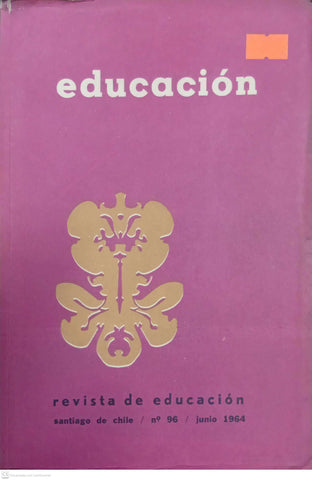 educación
revista de educación
santiago de chile / nº 96 / junio 1964